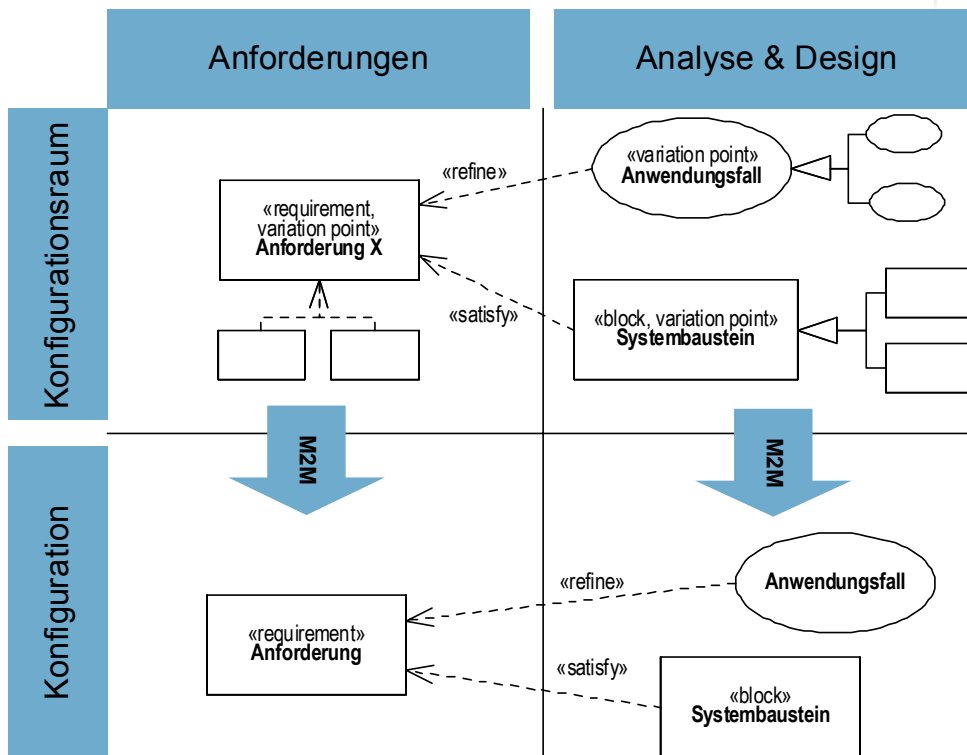 Anforderungen
Analyse & Design
Konfigurationsraum
«refine»
«variation point»
Anwendungsfall
«requirement,
variation point»
Anforderung X
«satisfy»
«block, variation point»
Systembaustein
M2M
M2M
Konfiguration
«refine»
Anwendungsfall
«requirement»
Anforderung
«satisfy»
«block»
Systembaustein